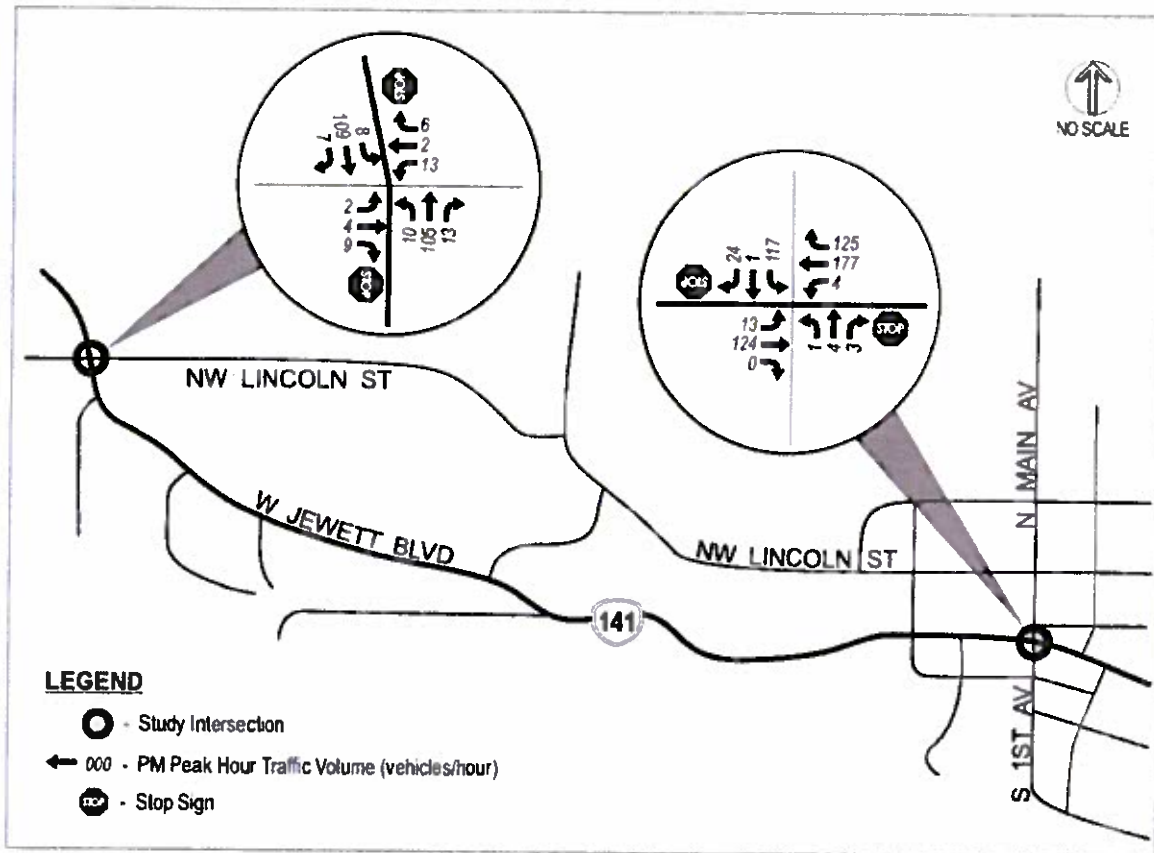 STOP
7
109
8
6
2
13
2
4
9
10
105
13
STOP
NO SCALE
STOP
24
1
117
125
177
4
13
124
0
1
4
3
STOP
NW LINCOLN ST
N MAIN AV
W JEWETT BLVD
NW LINCOLN ST
141
S 1ST AV
LEGEND
- Study Intersection
000 - PM Peak Hour Traffic Volume (vehicles/hour)
STOP - Stop Sign